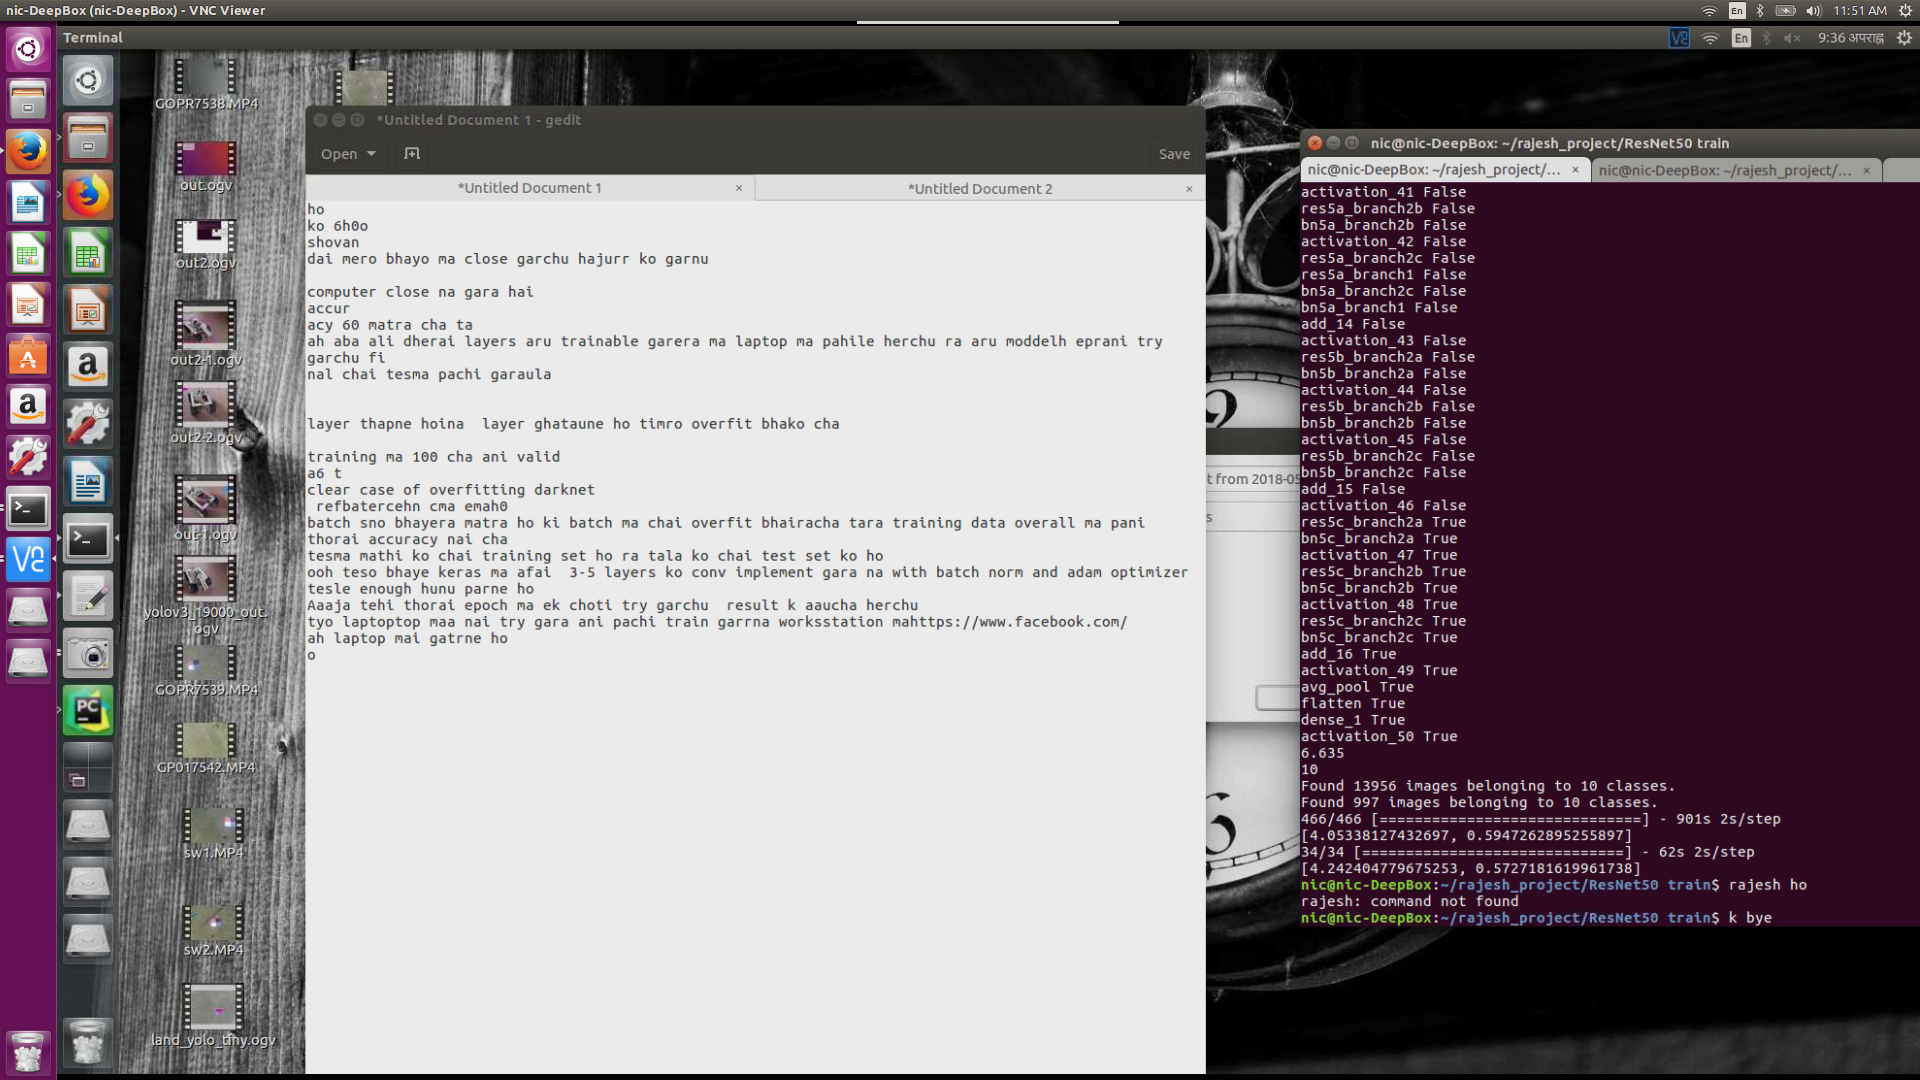 nic-DeepBox (nic-DeepBox) - VNC Viewer
En
11:51 AM
Terminal
En
9:36 अपराह्न
GOPR7538.MP4
out.ogv
out2.ogv
out2-1.ogv
out2-2.ogv
out-1.ogv
yolov3_19000_out.
ogv
GOPR7539.MP4
GP017542.MP4
sw1.MP4
sw2.MP4
land_yolo_tiny.ogv
*Untitled Document 1 - gedit
Open
Save
*Untitled Document 1
*Untitled Document 2
ho
ko 6h0o
shovan
dai mero bhayo ma close garchu hajurr ko garnu
computer close na gara hai
accur
acy 60 matra cha ta
ah aba ali dherai layers aru trainable garera ma laptop ma pahile herchu ra aru moddelh eprani try
garchu fi
nal chai tesma pachi garaula
layer thapne hoina  layer ghataune ho timro overfit bhako cha
training ma 100 cha ani valid
a6 t
clear case of overfitting darknet
 refbatercehn cma emah0
batch sno bhayera matra ho ki batch ma chai overfit bhairacha tara training data overall ma pani
thorai accuracy nai cha
tesma mathi ko chai training set ho ra tala ko chai test set ko ho
ooh teso bhaye keras ma afai  3-5 layers ko conv implement gara na with batch norm and adam optimizer
tesle enough hunu parne ho
Aaaja tehi thorai epoch ma ek choti try garchu  result k aaucha herchu
tyo laptoptop maa nai try gara ani pachi train garrna worksstation mahttps://www.facebook.com/
ah laptop mai gatrne ho
o
t from 2018-05
s
nic@nic-DeepBox: ~/rajesh_project/ResNet50 train
nic@nic-DeepBox: ~/rajesh_project/...
nic@nic-DeepBox: ~/rajesh_project/...
activation_41 False
res5a_branch2b False
bn5a_branch2b False
activation_42 False
res5a_branch2c False
res5a_branch1 False
bn5a_branch2c False
bn5a_branch1 False
add_14 False
activation_43 False
res5b_branch2a False
bn5b_branch2a False
activation_44 False
res5b_branch2b False
bn5b_branch2b False
activation_45 False
res5b_branch2c False
bn5b_branch2c False
add_15 False
activation_46 False
res5c_branch2a True
bn5c_branch2a True
activation_47 True
res5c_branch2b True
bn5c_branch2b True
activation_48 True
res5c_branch2c True
bn5c_branch2c True
add_16 True
activation_49 True
avg_pool True
flatten True
dense_1 True
activation_50 True
6.635
10
Found 13956 images belonging to 10 classes.
Found 997 images belonging to 10 classes.
466/466 [==============================] - 901s 2s/step
[4.05338127432697, 0.5947262895255897]
34/34 [==============================] - 62s 2s/step
[4.242404779675253, 0.5727181619961738]
nic@nic-DeepBox:~/rajesh_project/ResNet50 train$ rajesh ho
rajesh: command not found
nic@nic-DeepBox:~/rajesh_project/ResNet50 train$ k bye